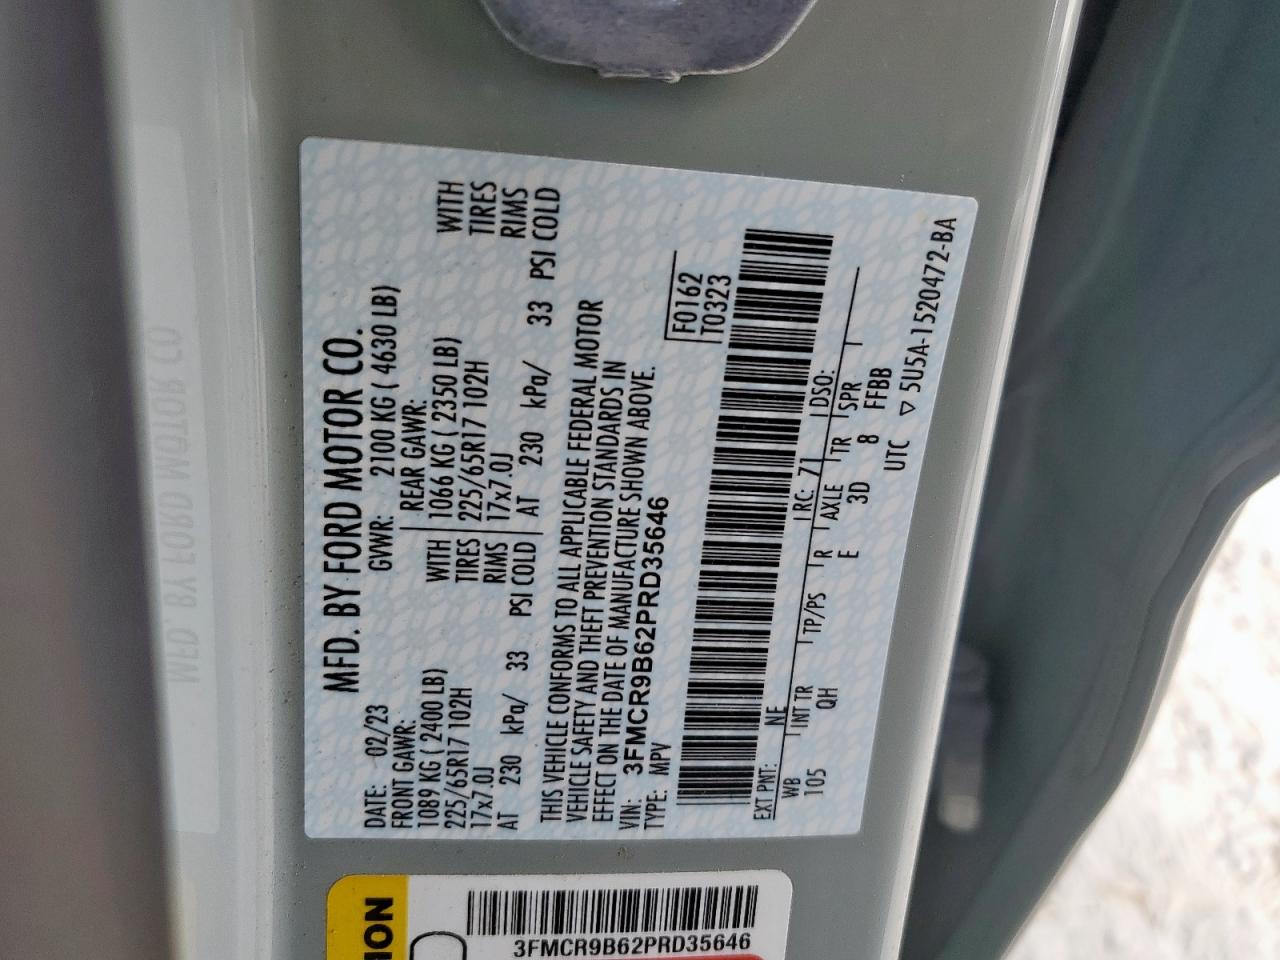 MFD. BY FORD MOTOR CO.
DATE: 02/23 GVWR: 2100 KG ( 4630 LB)
FRONT GAWR: REAR GAWR:
1089 KG ( 2400 LB) WITH 1066 KG ( 2350 LB) WITH
225/65R17 102H TIRES 225/65R17 102H TIRES
17x7.0J RIMS 17x7.0J RIMS
AT 230 kPa/ 33 PSI COLD AT 230 kPa/ 33 PSI COLD
THIS VEHICLE CONFORMS TO ALL APPLICABLE FEDERAL MOTOR
VEHICLE SAFETY AND THEFT PREVENTION STANDARDS IN
EFFECT ON THE DATE OF MANUFACTURE SHOWN ABOVE.
VIN: 3FMCR9B62PRD35646 F0162
TYPE: MPV T0323
EXT PNT: NE RC: 71 DSO:
WB INT TR TP/PS R AXLE TR SPR
105 QH E 3D 8 FFBB
UTC ▽ 5U5A-1520472-BA
ION
3FMCR9B62PRD35646
MFD. BY FORD MOTOR CO